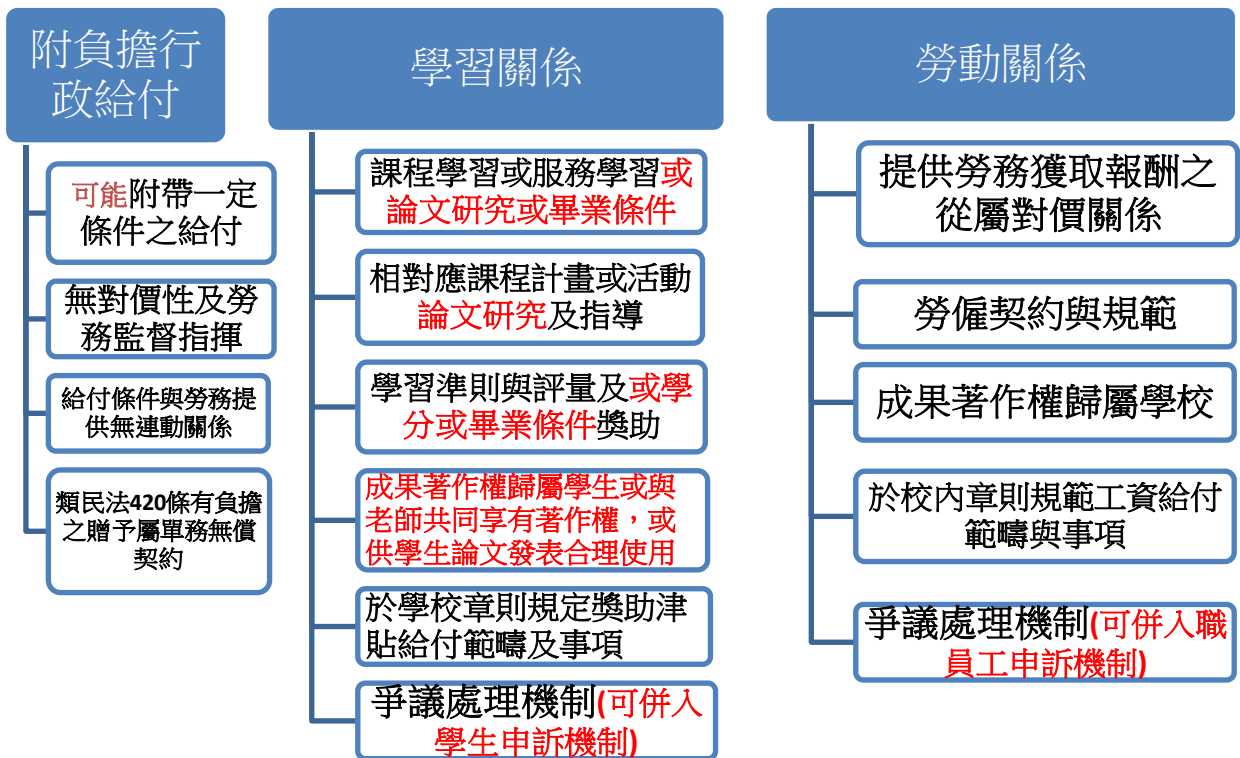 附負擔行
政給付
可能附帶一定
條件之給付
無對價性及勞
務監督指揮
給付條件與勞務提
供無連動關係
類民法420條有負擔
之贈予屬單務無償
契約
學習關係
課程學習或服務學習或
論文研究或畢業條件
相對應課程計畫或活動
論文研究及指導
學習準則與評量及或學
分或畢業條件獎助
成果著作權歸屬學生或與
老師共同享有著作權，或
供學生論文發表合理使用
於學校章則規定獎助津
貼給付範疇及事項
爭議處理機制(可併入
學生申訴機制)
勞動關係
提供勞務獲取報酬之
從屬對價關係
勞僱契約與規範
成果著作權歸屬學校
於校內章則規範工資給付
範疇與事項
爭議處理機制(可併入職
員工申訴機制)